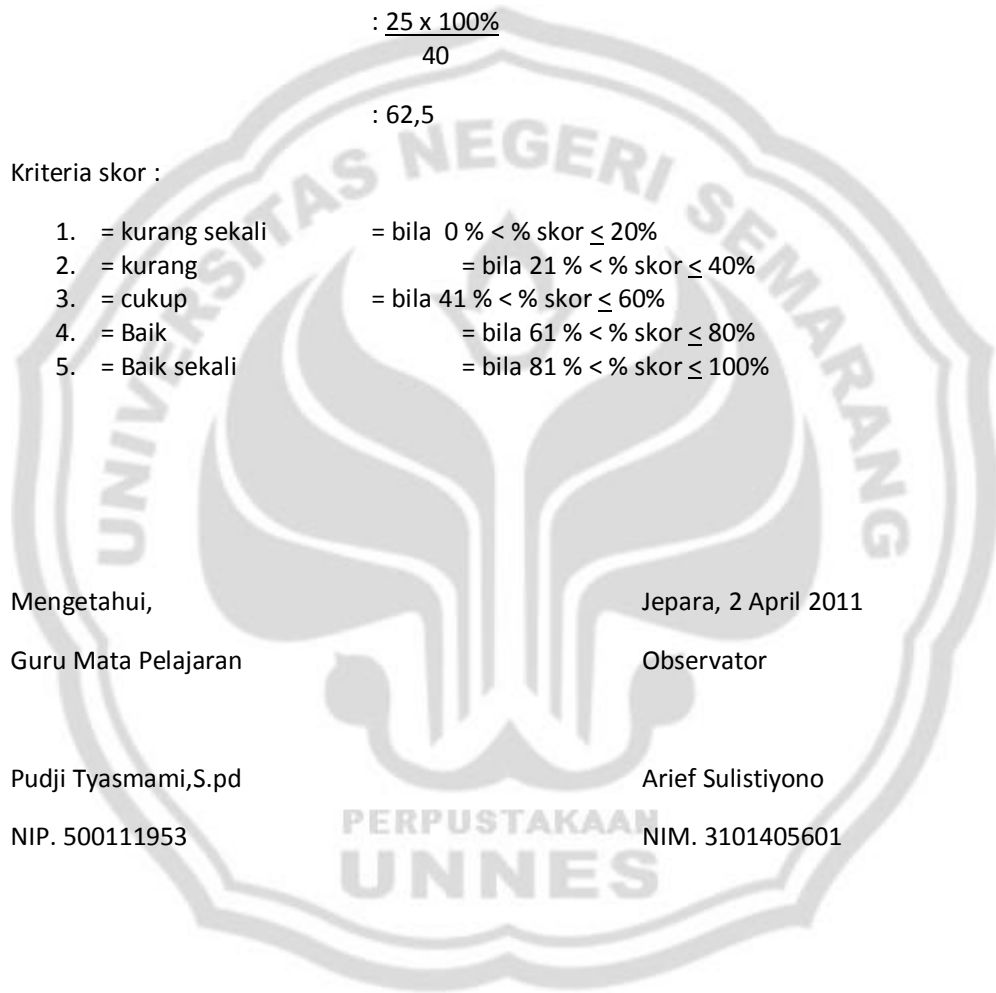 : 25 x 100%
40
: 62,5
Kriteria skor :
1. = kurang sekali = bila 0 % < % skor ≤ 20%
2. = kurang = bila 21 % < % skor ≤ 40%
3. = cukup = bila 41 % < % skor ≤ 60%
4. = Baik = bila 61 % < % skor ≤ 80%
5. = Baik sekali = bila 81 % < % skor ≤ 100%
Mengetahui, Jepara, 2 April 2011
Guru Mata Pelajaran Observator
Pudji Tyasmami,S.pd Arief Sulistiyono
NIP. 500111953 NIM. 3101405601
UNIVERSITAS NEGERI SEMARANG
PERPUSTAKAAN
UNNES